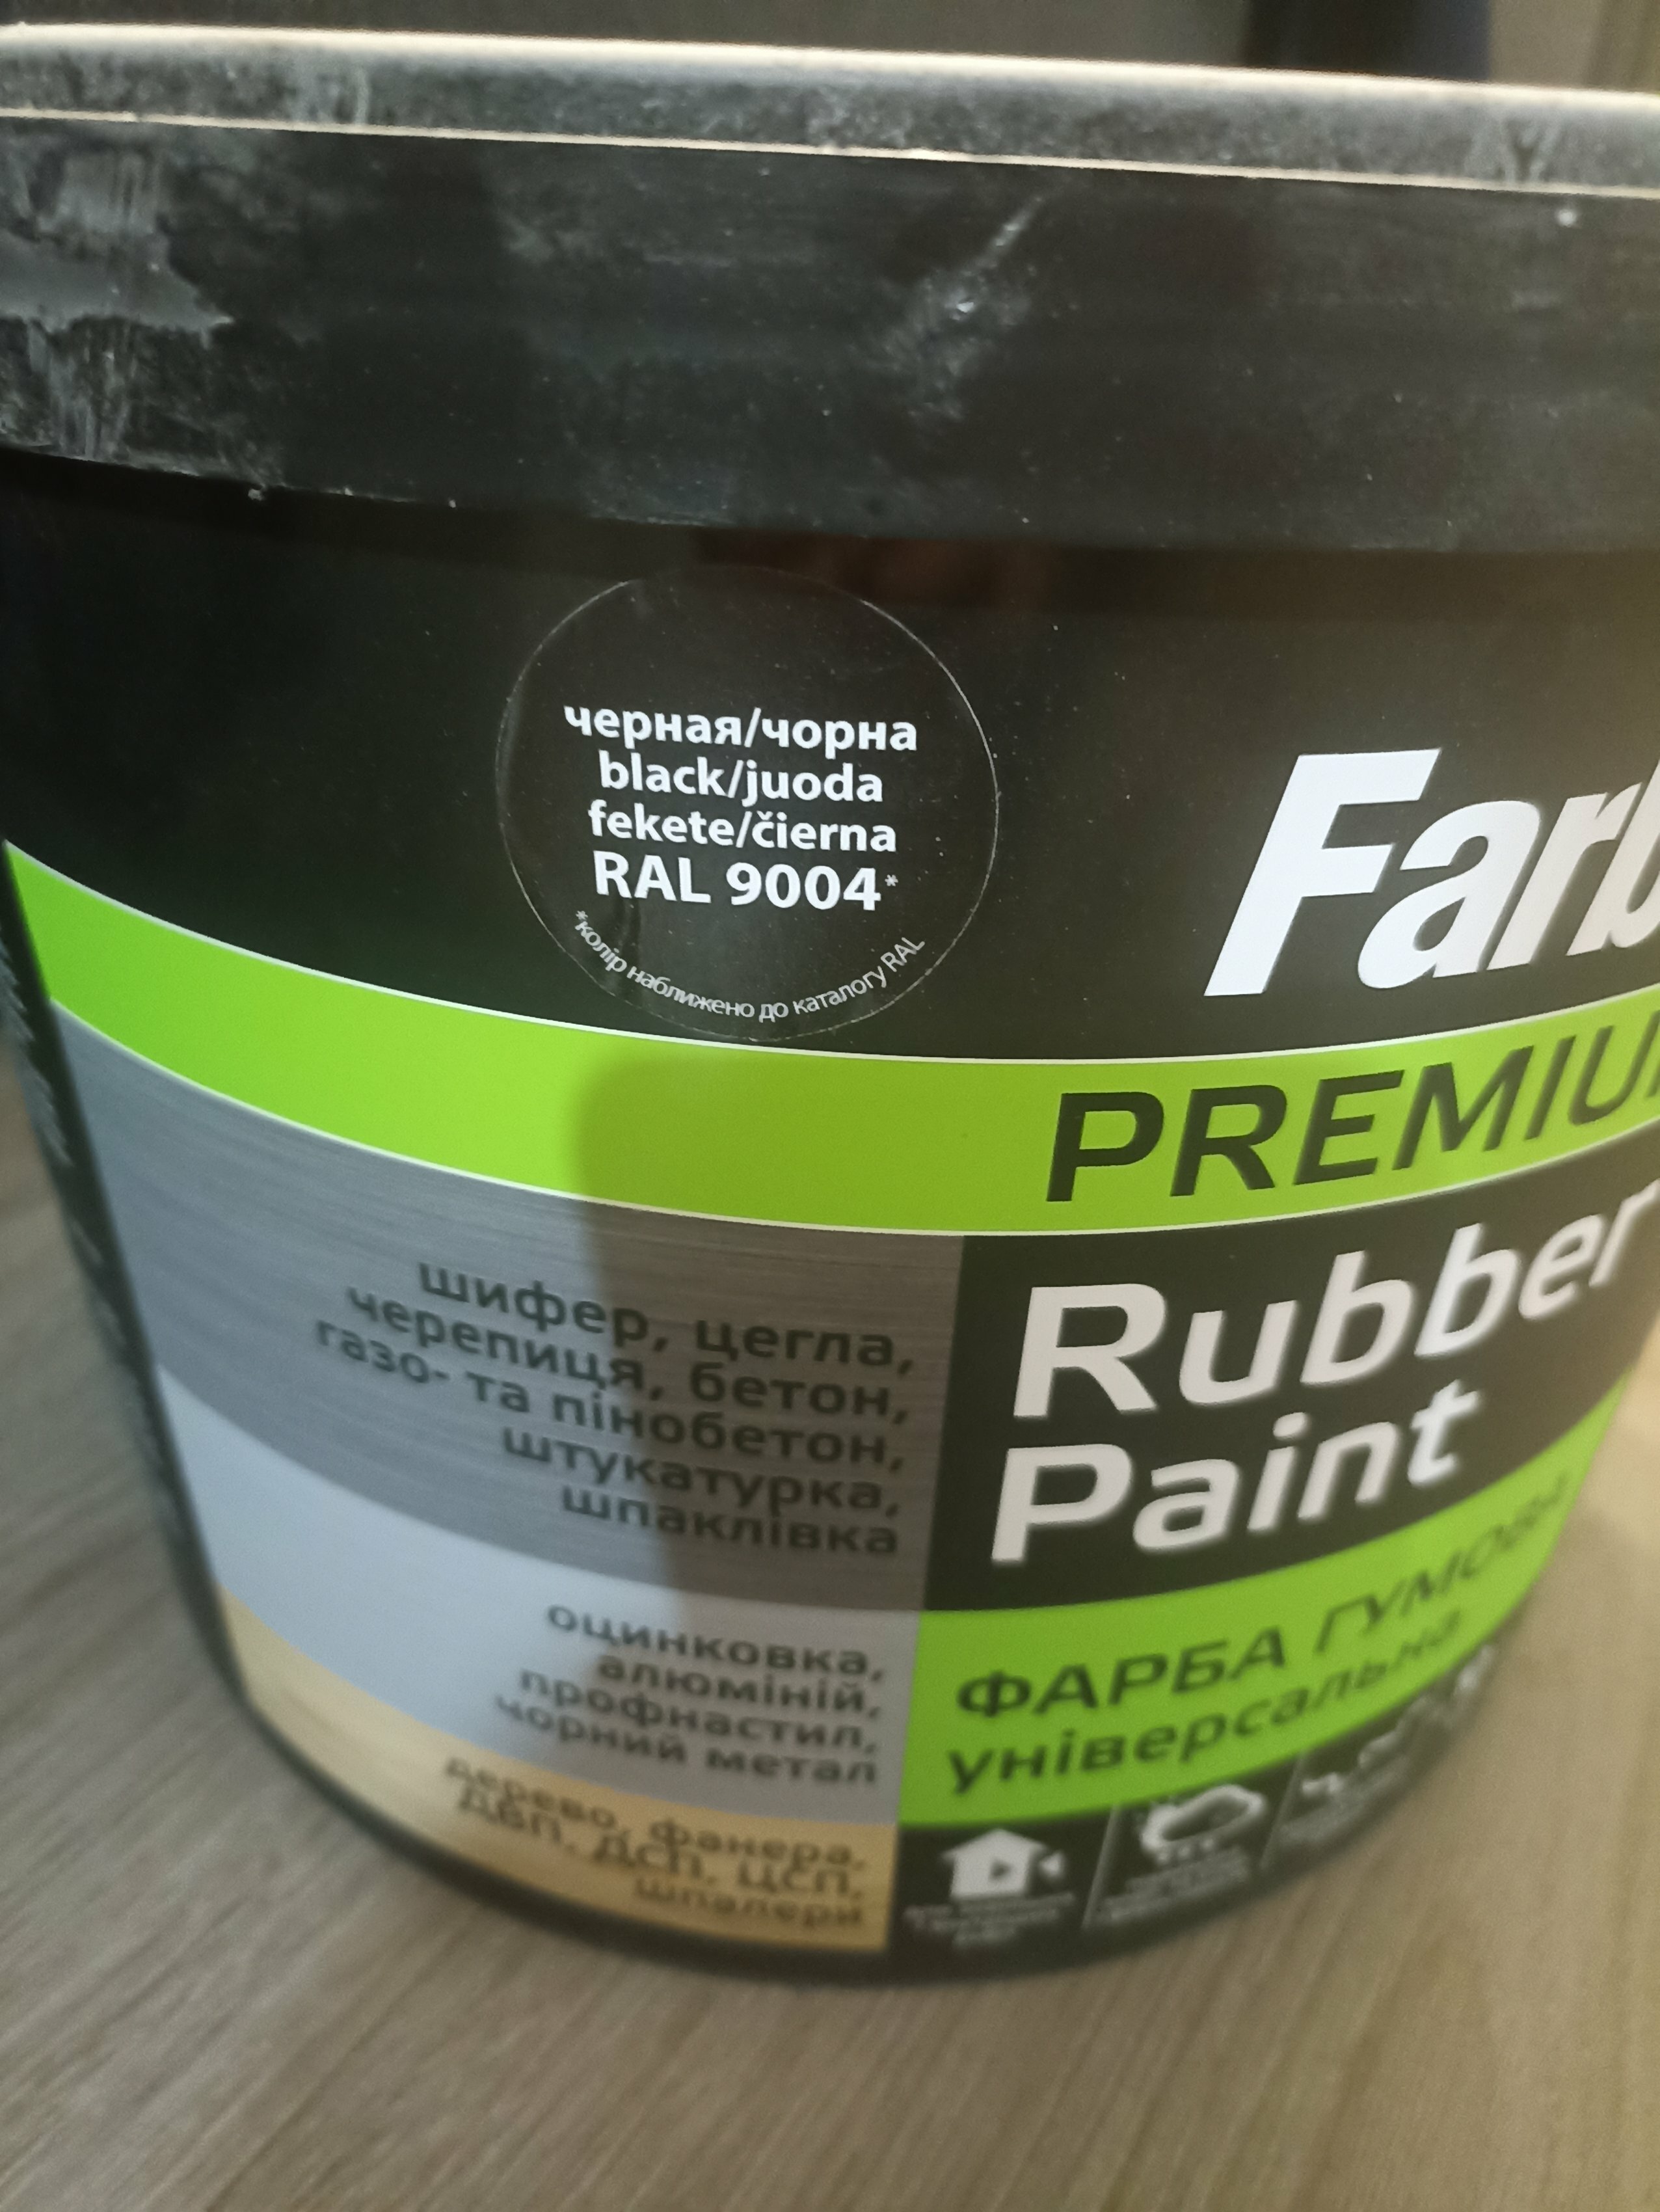 черная/чорна
black/juoda
fekete/čierna
RAL 9004*
*колір наближено до каталогу RAL
Farb
PREMIU
Rubber
Paint
ФАРБА ГУМОВА
універсальна
шифер, цегла,
черепиця, бетон,
газо- та пінобетон,
штукатурка,
шпаклівка
оцинковка,
алюміній,
профнастил,
чорний метал
дерево, фанера,
ДВП, ДСП, ЦСП,
шпалери